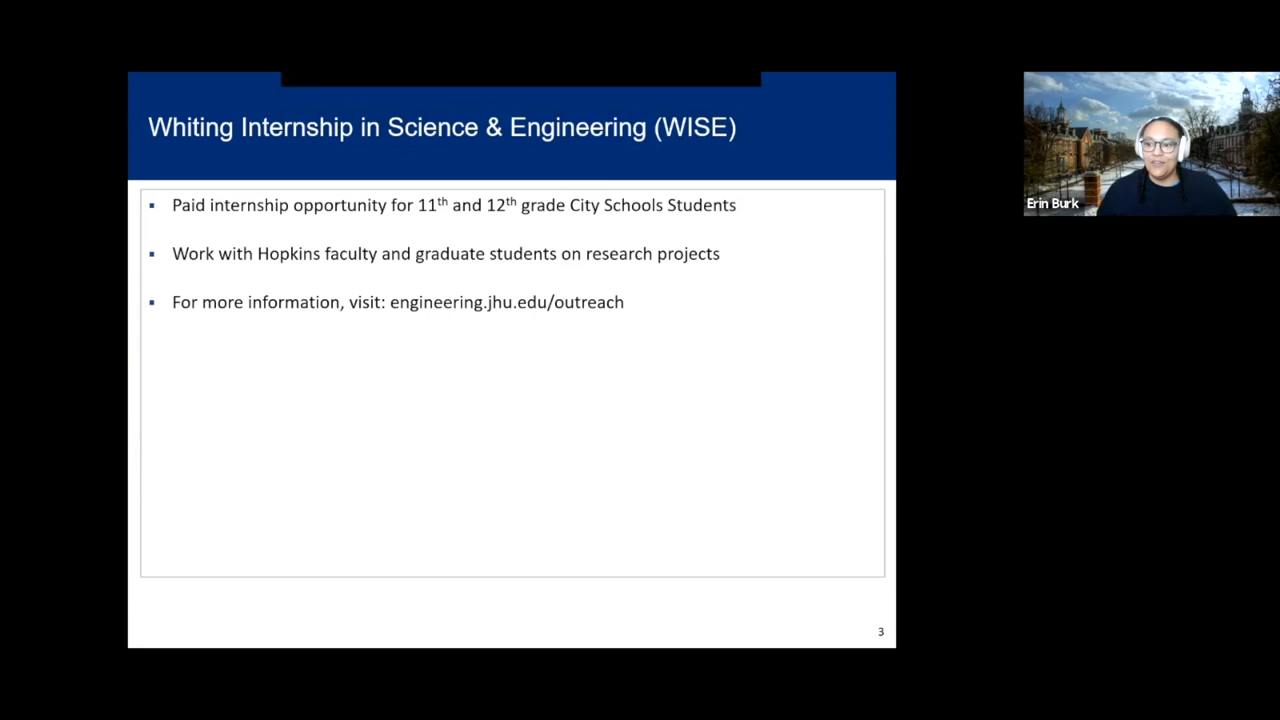 Whiting Internship in Science & Engineering (WISE)
▪ Paid internship opportunity for 11th and 12th grade City Schools Students
▪ Work with Hopkins faculty and graduate students on research projects
▪ For more information, visit: engineering.jhu.edu/outreach
Erin Burk
3